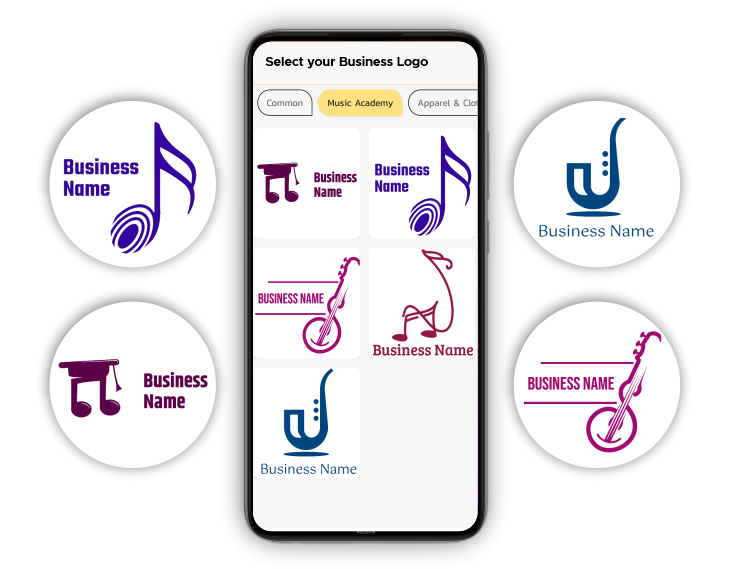 Select your Business Logo
Common
Music Academy
Apparel & Clot
Business
Name
Business
Name
Business
Name
Business Name
BUSINESS NAME
Business Name
Business
Name
BUSINESS NAME
Business Name